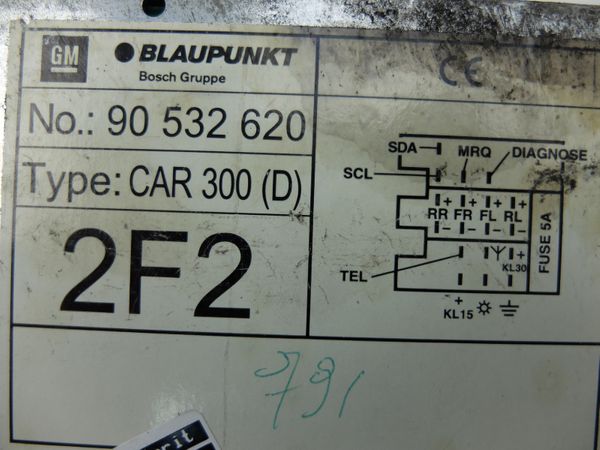 GM
BLAUPUNKT
Bosch Gruppe
CE
No.: 90 532 620
Type: CAR 300 (D)
2F2
SDA MRQ DIAGNOSE
SCL
+ + + +
RR FR FL RL
- - - -
FUSE 5A
+
TEL KL30
+
KL15
791